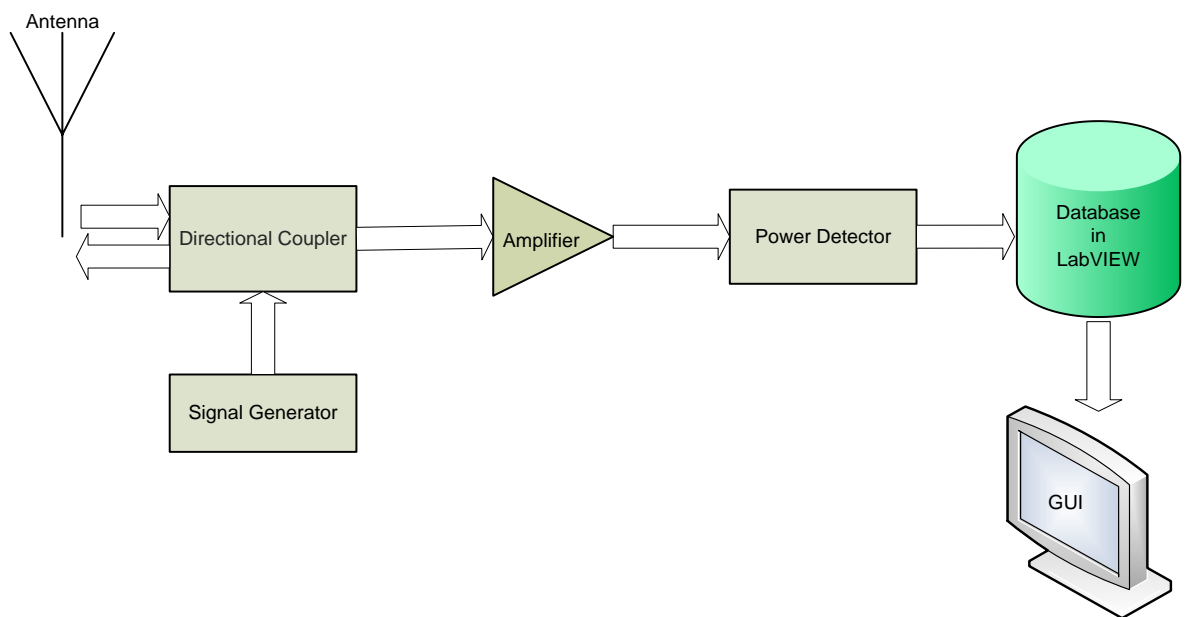 Antenna
Directional Coupler
Amplifier
Power Detector
Database
in
LabVIEW
Signal Generator
GUI